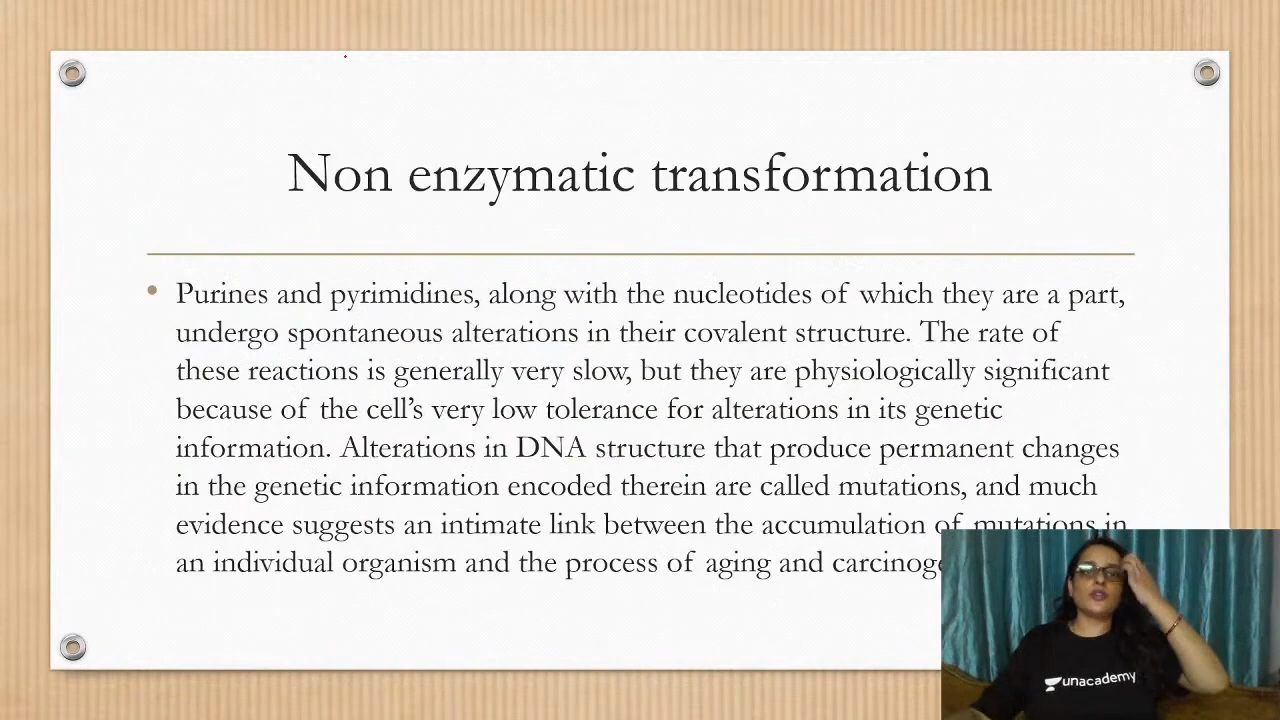 Non enzymatic transformation
Purines and pyrimidines, along with the nucleotides of which they are a part,
undergo spontaneous alterations in their covalent structure. The rate of
these reactions is generally very slow, but they are physiologically significant
because of the cell’s very low tolerance for alterations in its genetic
information. Alterations in DNA structure that produce permanent changes
in the genetic information encoded therein are called mutations, and much
evidence suggests an intimate link between the accumulation of mutations in
an individual organism and the process of aging and carcinoge
unacademy